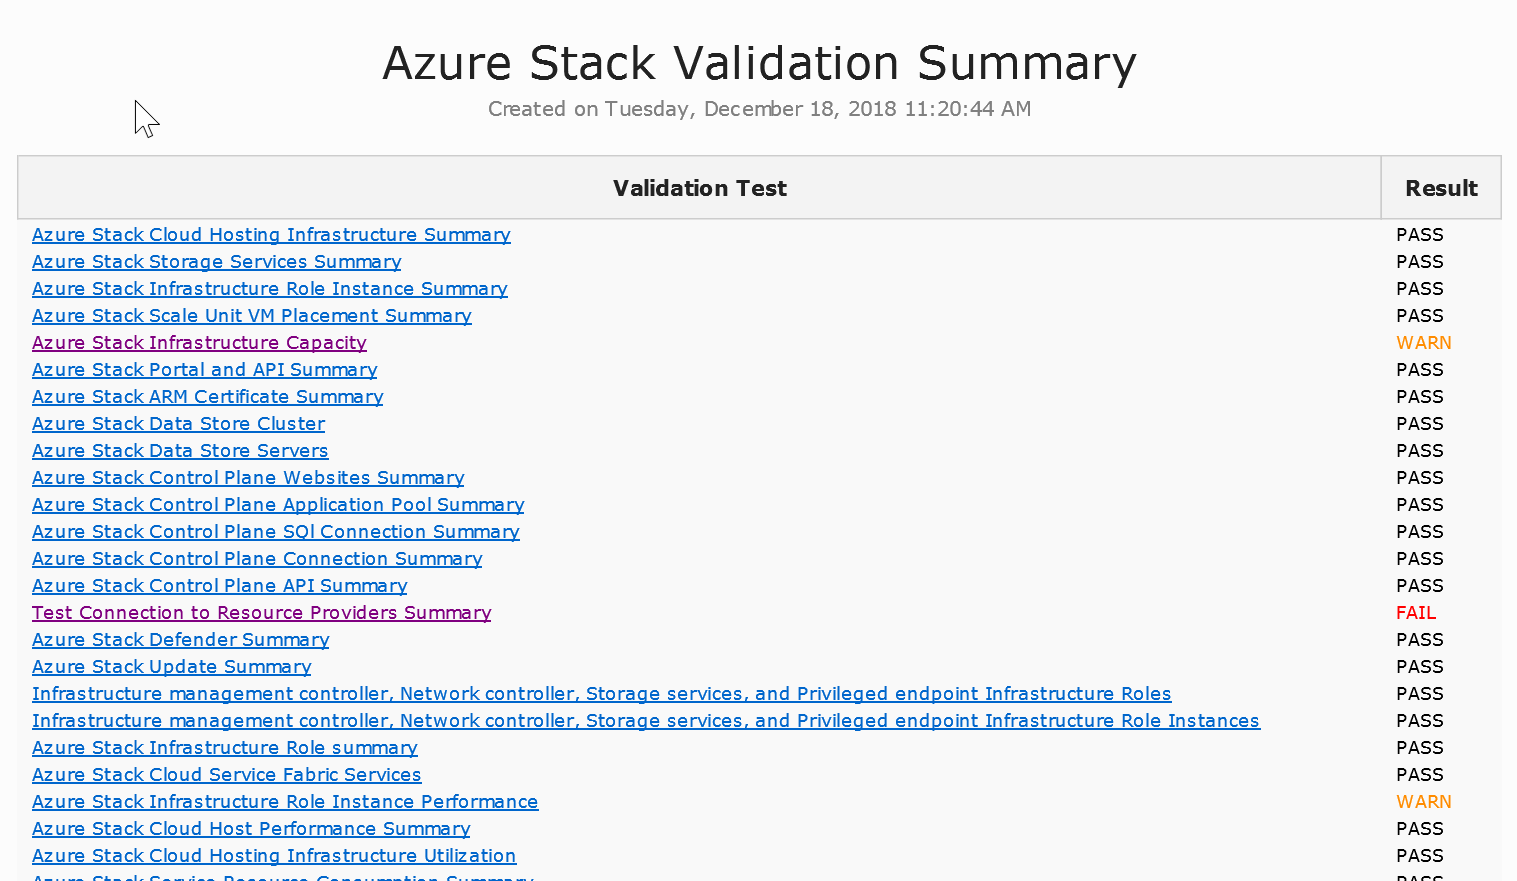 Azure Stack Validation Summary
Created on Tuesday, December 18, 2018 11:20:44 AM
Validation Test Result
Azure Stack Cloud Hosting Infrastructure Summary PASS
Azure Stack Storage Services Summary PASS
Azure Stack Infrastructure Role Instance Summary PASS
Azure Stack Scale Unit VM Placement Summary PASS
Azure Stack Infrastructure Capacity WARN
Azure Stack Portal and API Summary PASS
Azure Stack ARM Certificate Summary PASS
Azure Stack Data Store Cluster PASS
Azure Stack Data Store Servers PASS
Azure Stack Control Plane Websites Summary PASS
Azure Stack Control Plane Application Pool Summary PASS
Azure Stack Control Plane SQl Connection Summary PASS
Azure Stack Control Plane Connection Summary PASS
Azure Stack Control Plane API Summary PASS
Test Connection to Resource Providers Summary FAIL
Azure Stack Defender Summary PASS
Azure Stack Update Summary PASS
Infrastructure management controller, Network controller, Storage services, and Privileged endpoint Infrastructure Roles PASS
Infrastructure management controller, Network controller, Storage services, and Privileged endpoint Infrastructure Role Instances PASS
Azure Stack Infrastructure Role summary PASS
Azure Stack Cloud Service Fabric Services PASS
Azure Stack Infrastructure Role Instance Performance WARN
Azure Stack Cloud Host Performance Summary PASS
Azure Stack Cloud Hosting Infrastructure Utilization PASS
Azure Stack Service Resource Consumption Summary PASS